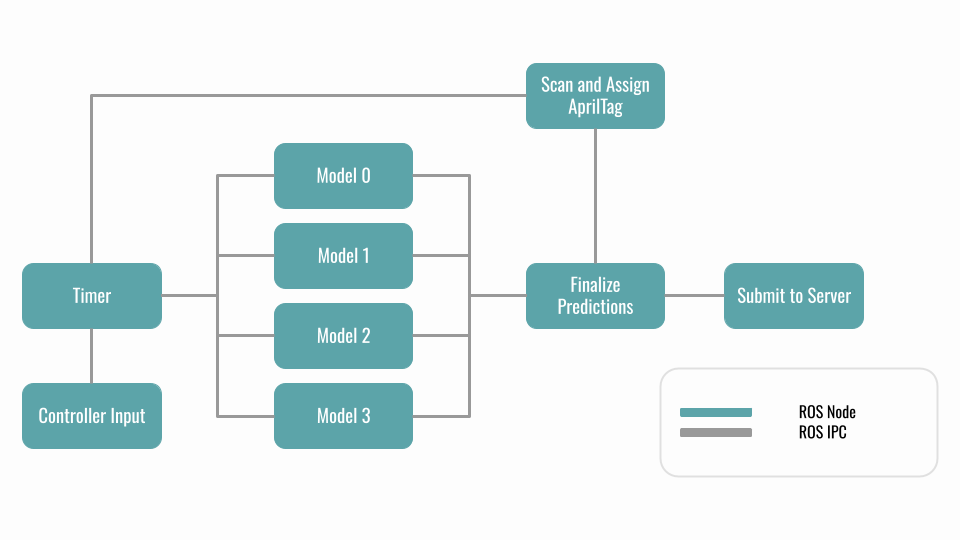 Scan and Assign
AprilTag
Model 0
Model 1
Timer
Finalize
Predictions
Submit to Server
Model 2
Controller Input
Model 3
ROS Node
ROS IPC